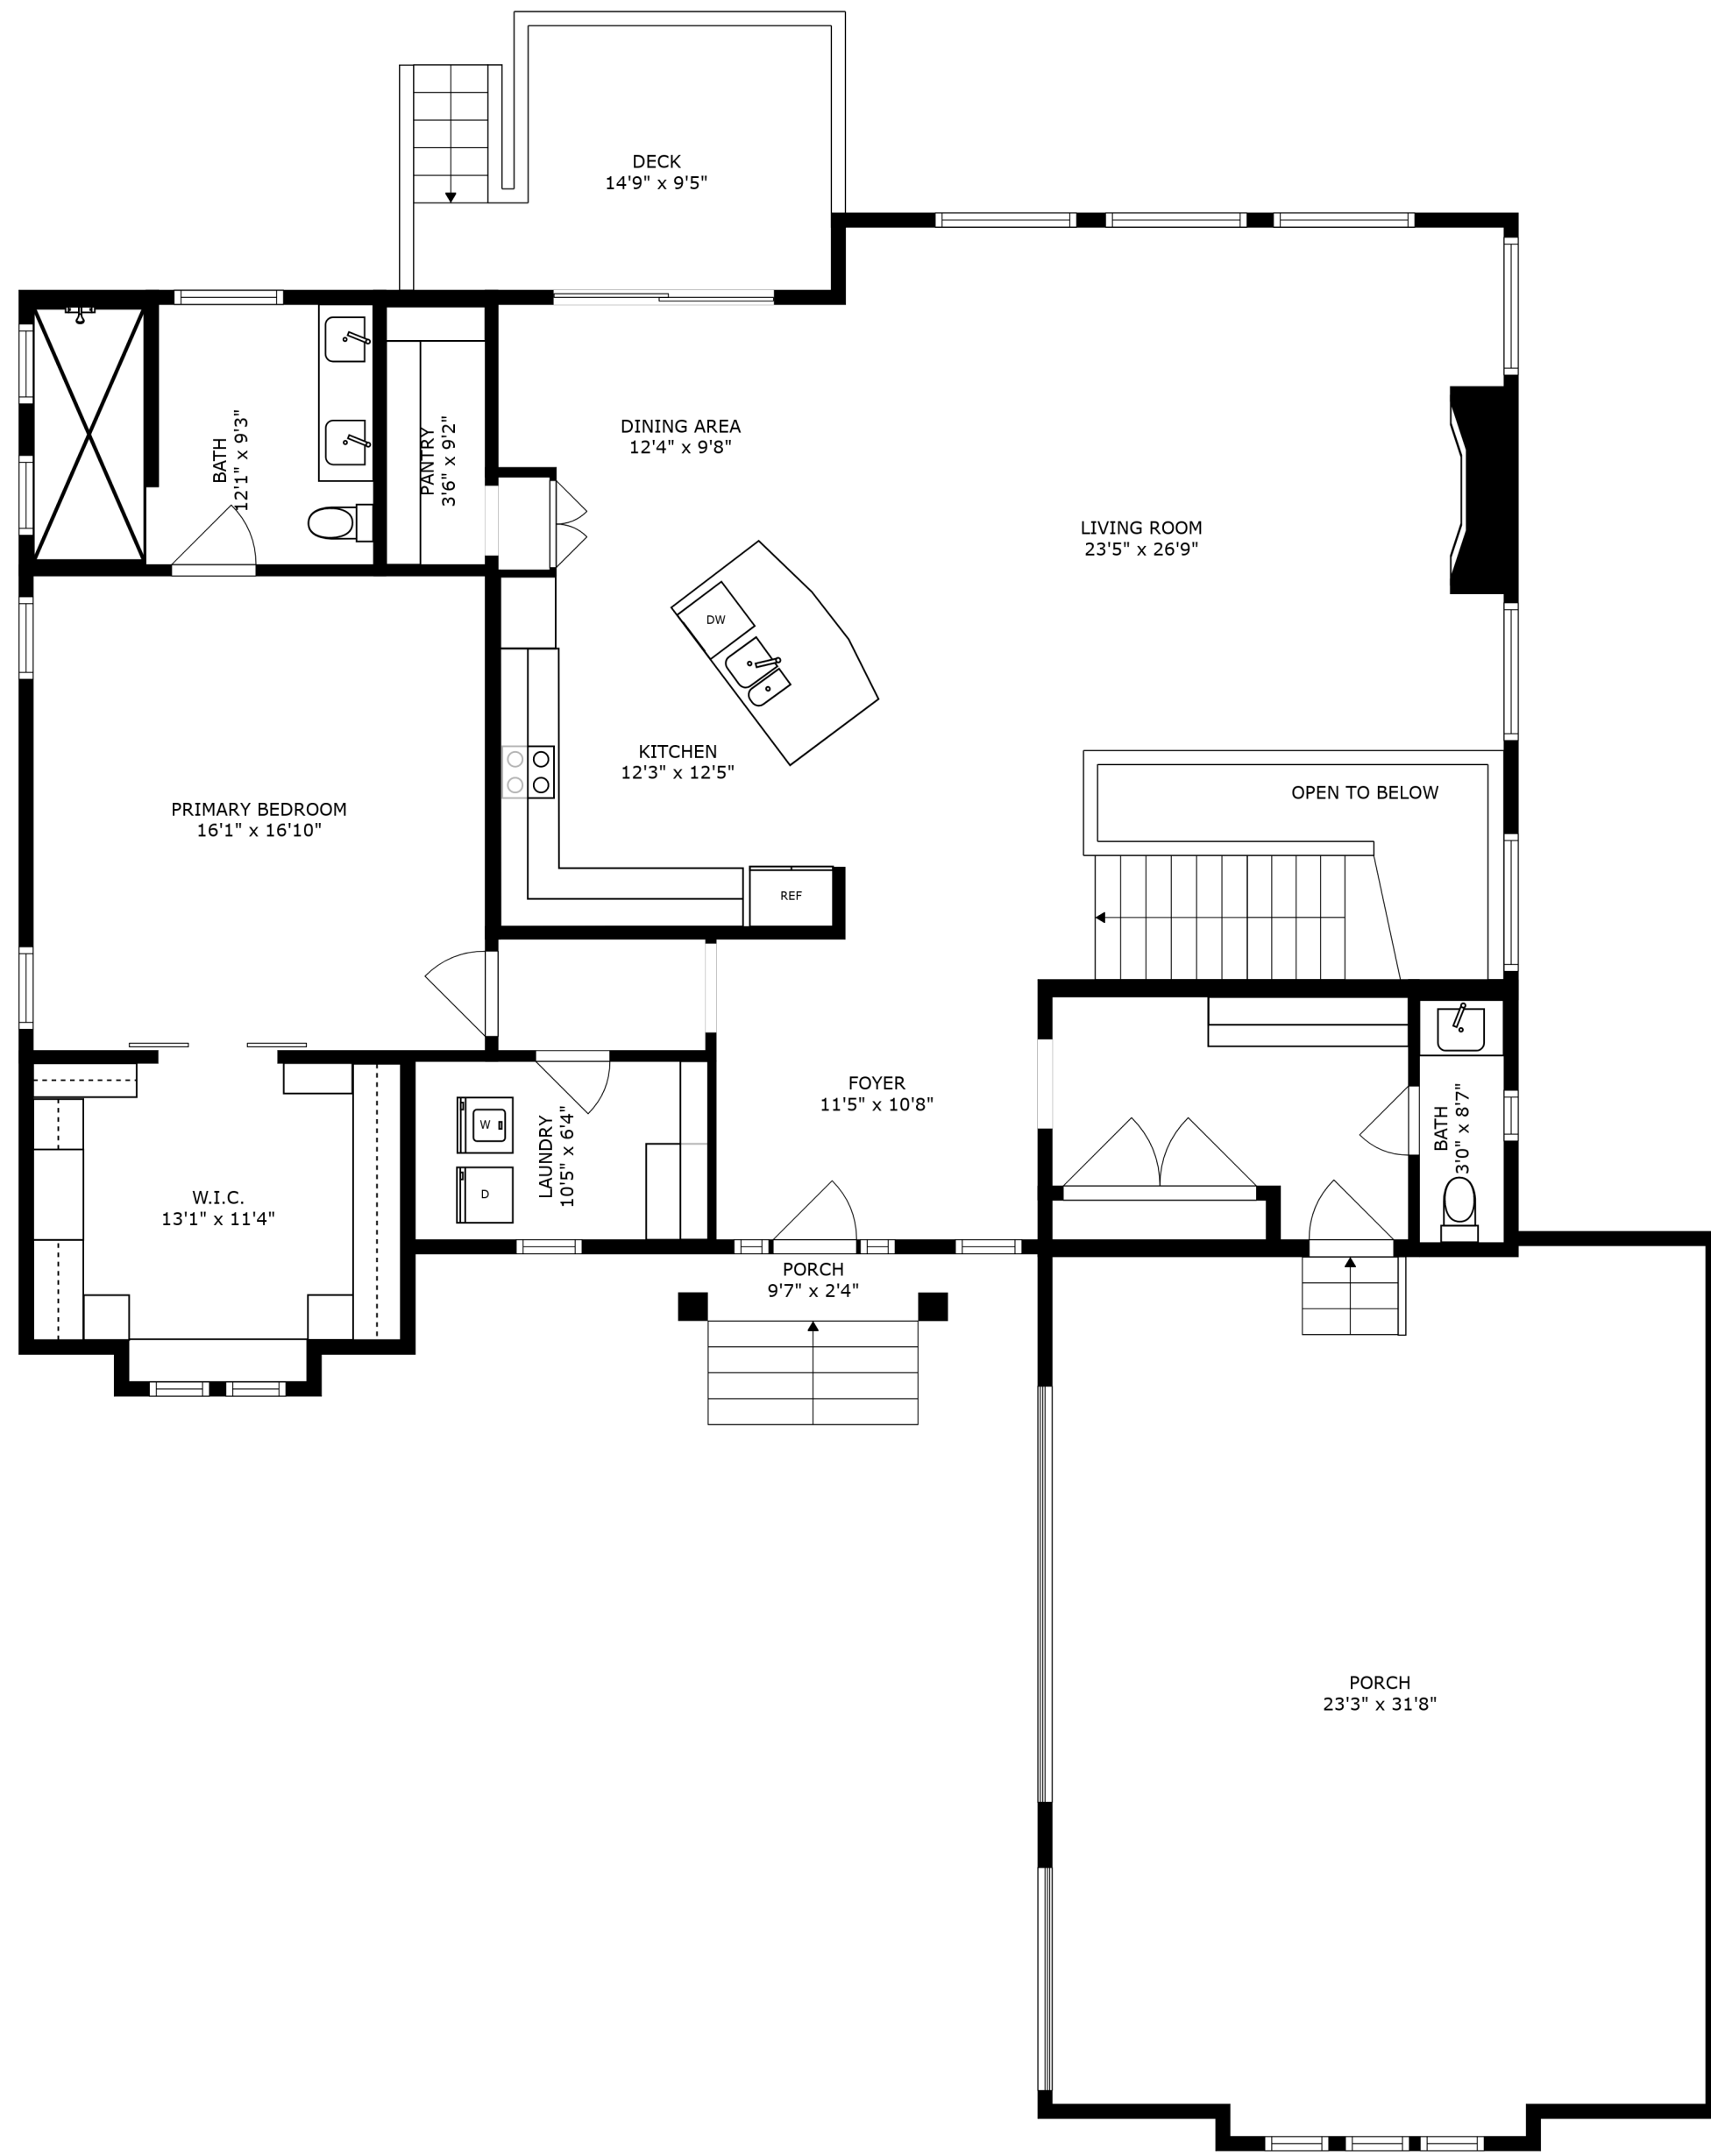 DECK
14'9" x 9'5"
DINING AREA
12'4" x 9'8"
BATH
12'1" x 9'3"
PANTRY
3'6" x 9'2"
LIVING ROOM
23'5" x 26'9"
DW
KITCHEN
12'3" x 12'5"
OPEN TO BELOW
PRIMARY BEDROOM
16'1" x 16'10"
REF
FOYER
11'5" x 10'8"
W
LAUNDRY
10'5" x 6'4"
D
BATH
3'0" x 8'7"
W.I.C.
13'1" x 11'4"
PORCH
9'7" x 2'4"
PORCH
23'3" x 31'8"